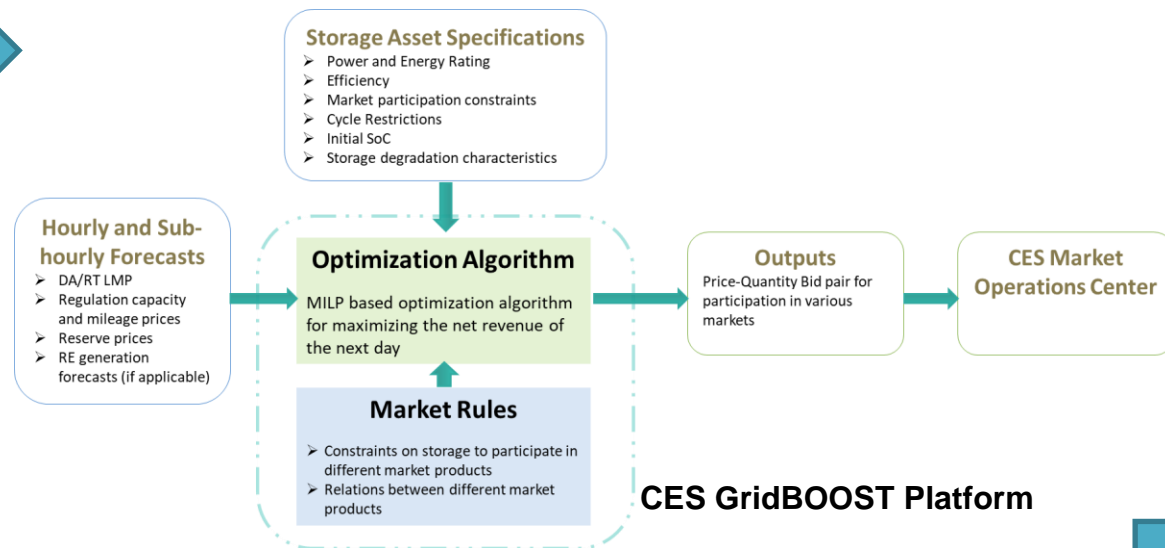 Storage Asset Specifications
➢ Power and Energy Rating
➢ Efficiency
➢ Market participation constraints
➢ Cycle Restrictions
➢ Initial SoC
➢ Storage degradation characteristics
Hourly and Sub-
hourly Forecasts
➢ DA/RT LMP
➢ Regulation capacity
and mileage prices
➢ Reserve prices
➢ RE generation
forecasts (if applicable)
Optimization Algorithm
MILP based optimization algorithm
for maximizing the net revenue of
the next day
Market Rules
➢ Constraints on storage to participate in
different market products
➢ Relations between different market
products
Outputs
Price-Quantity Bid pair for
participation in various
markets
CES Market
Operations Center
CES GridBOOST Platform